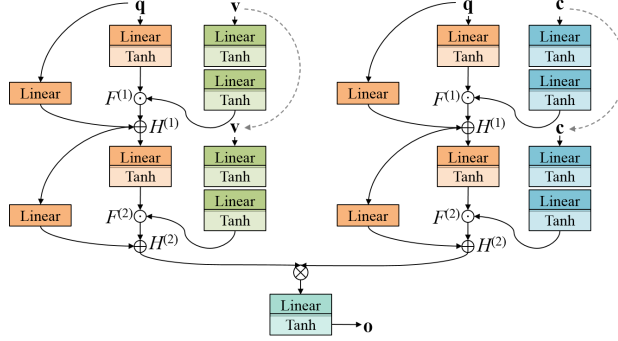 q v q c
Linear Linear Linear Linear
Tanh Tanh Tanh Tanh
Linear Linear Linear Linear
F(1) Tanh F(1) Tanh
H(1) v H(1) c
Linear Linear Linear Linear
Tanh Tanh Tanh Tanh
Linear Linear Linear Linear
F(2) Tanh F(2) Tanh
H(2) H(2)
Linear
Tanh o